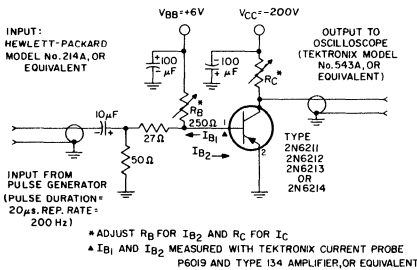 INPUT:
HEWLETT-PACKARD
MODEL No. 214A, OR
EQUIVALENT
VBB=+6V
VCC=-200V
OUTPUT TO
OSCILLOSCOPE
(TEKTRONIX MODEL
No. 543A, OR
EQUIVALENT)
+ 100
- μF
+ 100
- μF
RB*
250Ω
RC*
10μF
+
27Ω
50Ω
IB1
▲
IB2
1
2
TYPE
2N6211
2N6212
2N6213
OR
2N6214
INPUT FROM
PULSE GENERATOR
(PULSE DURATION=
20μs. REP. RATE=
200 Hz)
* ADJUST RB FOR IB2 AND RC FOR IC
▲ IB1 AND IB2 MEASURED WITH TEKTRONIX CURRENT PROBE
P6019 AND TYPE 134 AMPLIFIER, OR EQUIVALENT